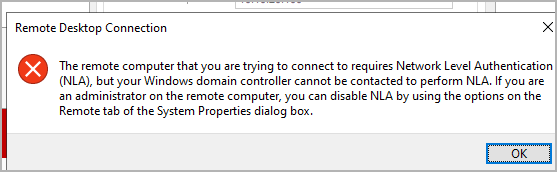 Remote Desktop Connection
The remote computer that you are trying to connect to requires Network Level Authentication
(NLA), but your Windows domain controller cannot be contacted to perform NLA. If you are
an administrator on the remote computer, you can disable NLA by using the options on the
Remote tab of the System Properties dialog box.
OK